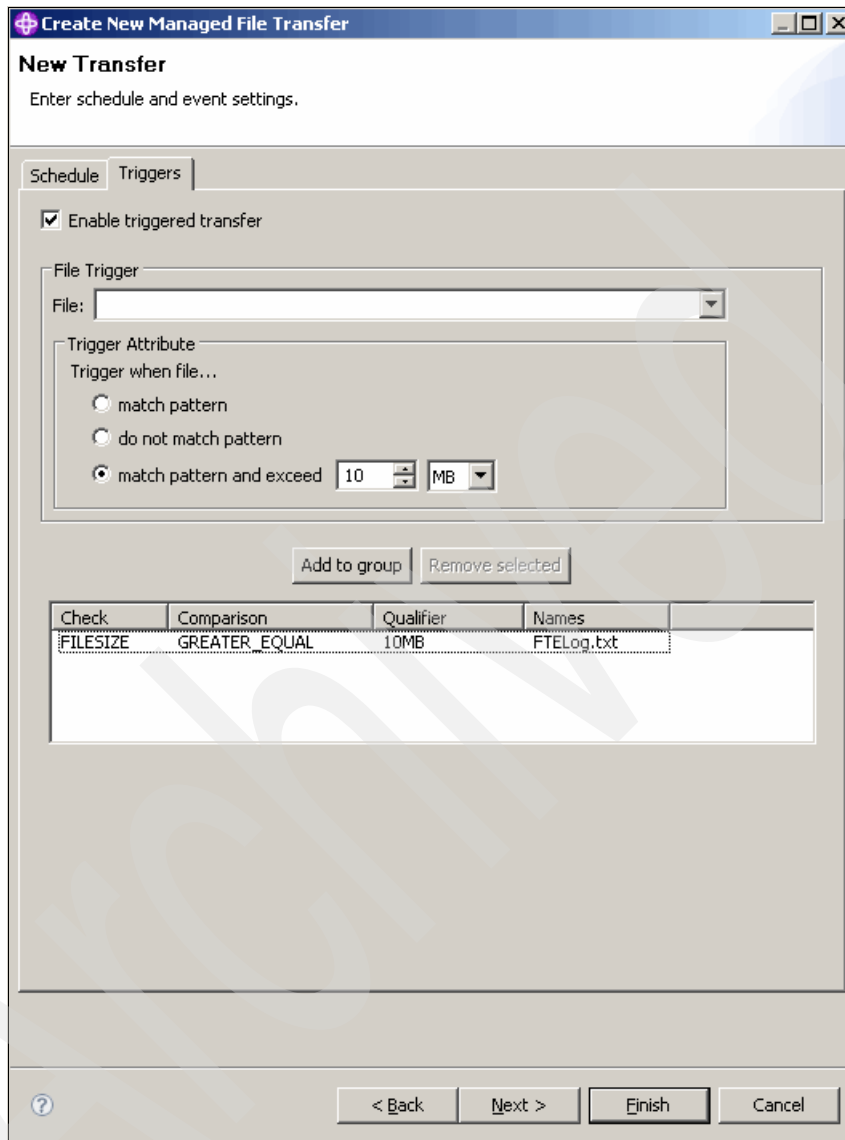 Create New Managed File Transfer
New Transfer
Enter schedule and event settings.
Schedule Triggers
Enable triggered transfer
File Trigger
File:
Trigger Attribute
Trigger when file...
match pattern
do not match pattern
match pattern and exceed 10 MB
Add to group Remove selected
Check Comparison Qualifier Names
FILESIZE GREATER_EQUAL 10MB FTELog.txt
? < Back Next > Finish Cancel
Archived